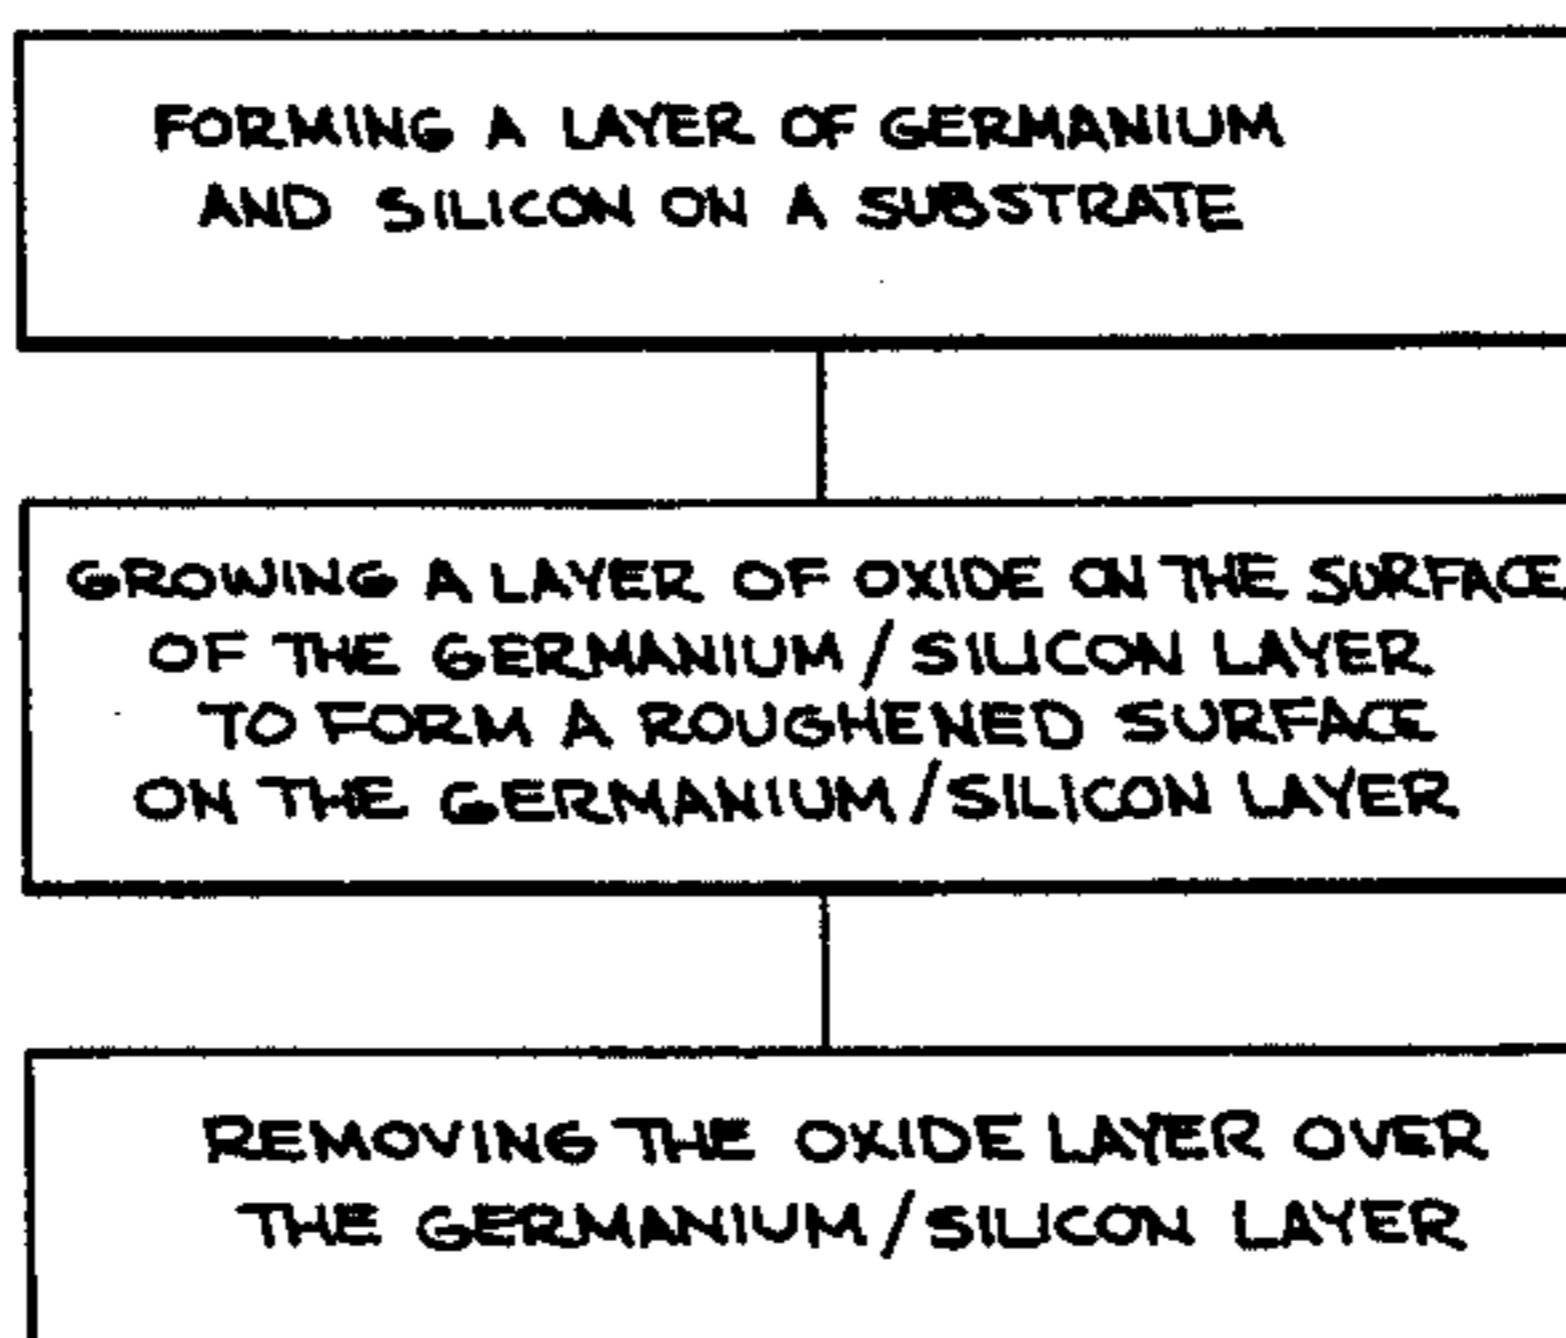 FORMING A LAYER OF GERMANIUM
AND SILICON ON A SUBSTRATE
GROWING A LAYER OF OXIDE ON THE SURFACE
OF THE GERMANIUM/SILICON LAYER
TO FORM A ROUGHENED SURFACE
ON THE GERMANIUM/SILICON LAYER
REMOVING THE OXIDE LAYER OVER
THE GERMANIUM/SILICON LAYER